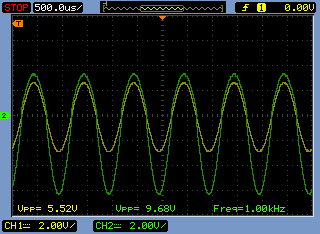 STOP 500.0us/ T f 1 0.00V
T
2
Vpp= 5.52V Vpp= 9.68V Freq=1.00kHz
CH1 2.00V/ CH2 2.00V/